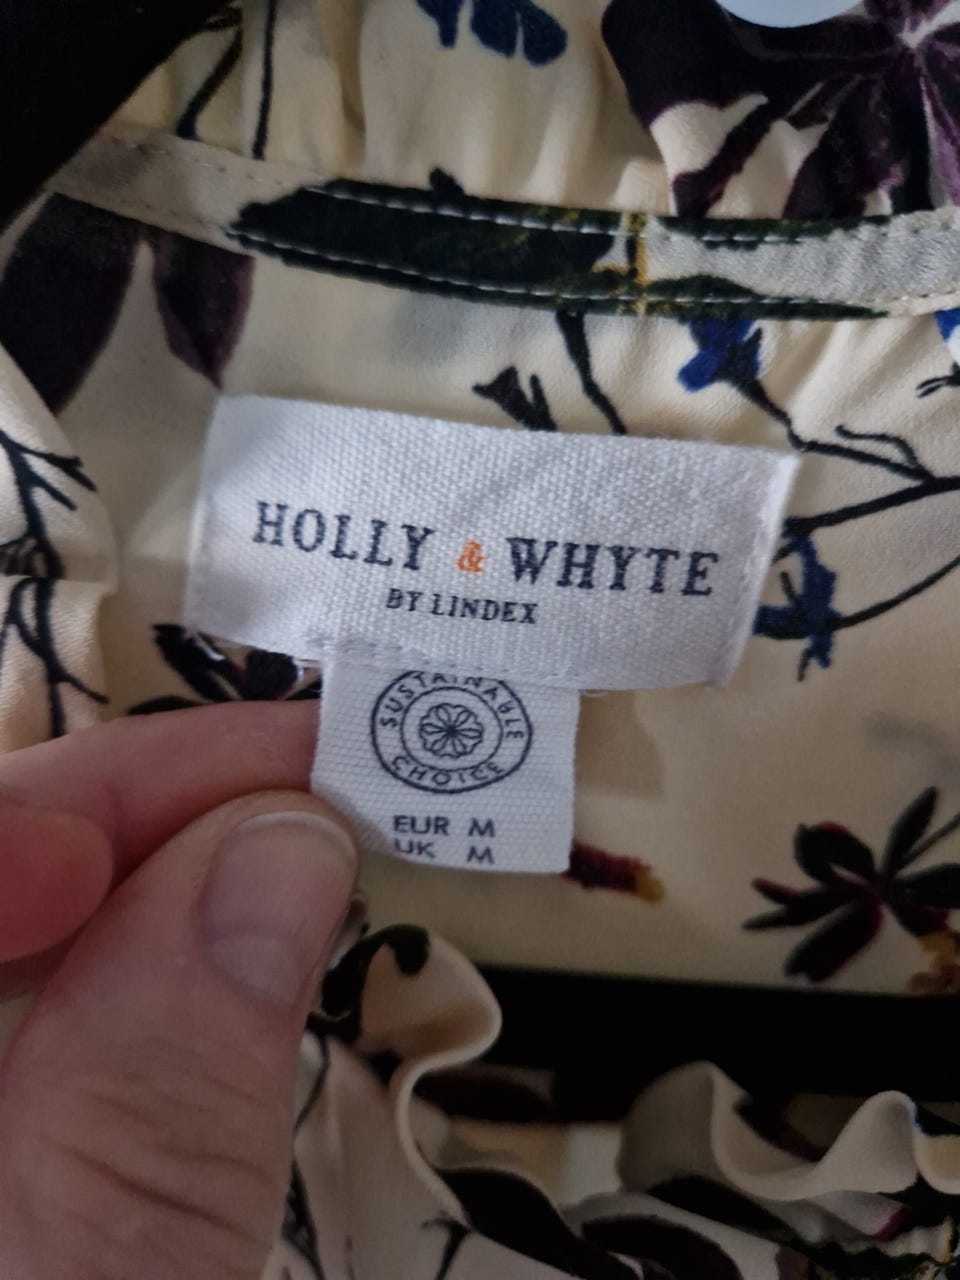 HOLLY & WHYTE
BY LINDEX
SUSTAINABLE
CHOICE
EUR M
UK M